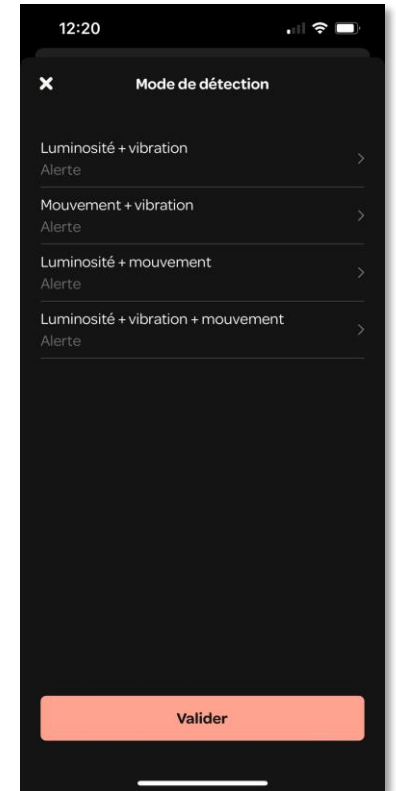 12:20
Mode de détection
Luminosité + vibration
Alerte
Mouvement + vibration
Alerte
Luminosité + mouvement
Alerte
Luminosité + vibration + mouvement
Alerte
Valider